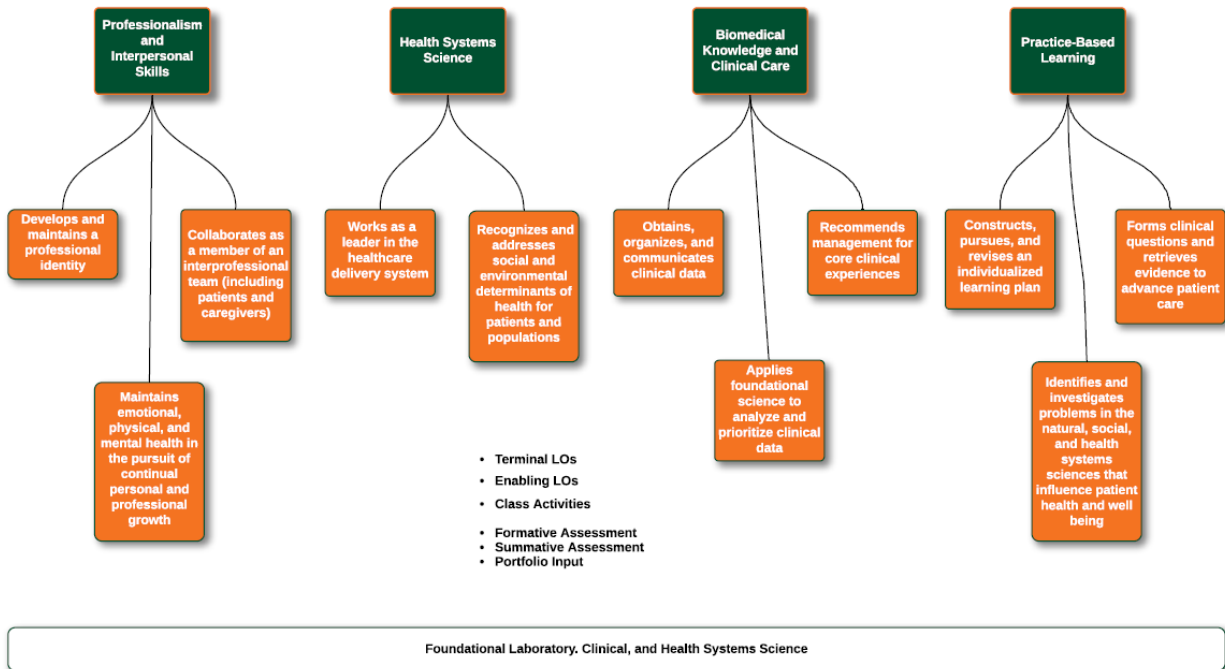 Professionalism
and
Interpersonal
Skills
Health Systems
Science
Biomedical
Knowledge and
Clinical Care
Practice-Based
Learning
Develops and
maintains a
professional
identity
Collaborates as
a member of an
interprofessional
team (including
patients and
caregivers)
Maintains
emotional,
physical, and
mental health in
the pursuit of
continual
personal and
professional
growth
Works as a
leader in the
healthcare
delivery system
Recognizes and
addresses
social and
environmental
determinants of
health for
patients and
populations
Obtains,
organizes, and
communicates
clinical data
Recommends
management for
core clinical
experiences
Applies
foundational
science to
analyze and
prioritize clinical
data
Constructs,
pursues, and
revises an
individualized
learning plan
Forms clinical
questions and
retrieves
evidence to
advance patient
care
Identifies and
investigates
problems in the
natural, social,
and health
systems
sciences that
influence patient
health and well
being
• Terminal LOs
• Enabling LOs
• Class Activities
• Formative Assessment
• Summative Assessment
• Portfolio Input
Foundational Laboratory. Clinical, and Health Systems Science